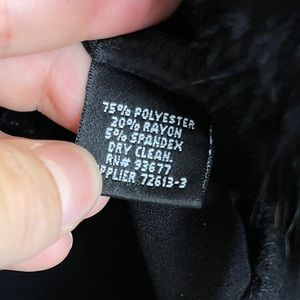 75% POLYESTER
20% RAYON
5% SPANDEX
DRY CLEAN.
RN# 93677
PPLIER 72613-3